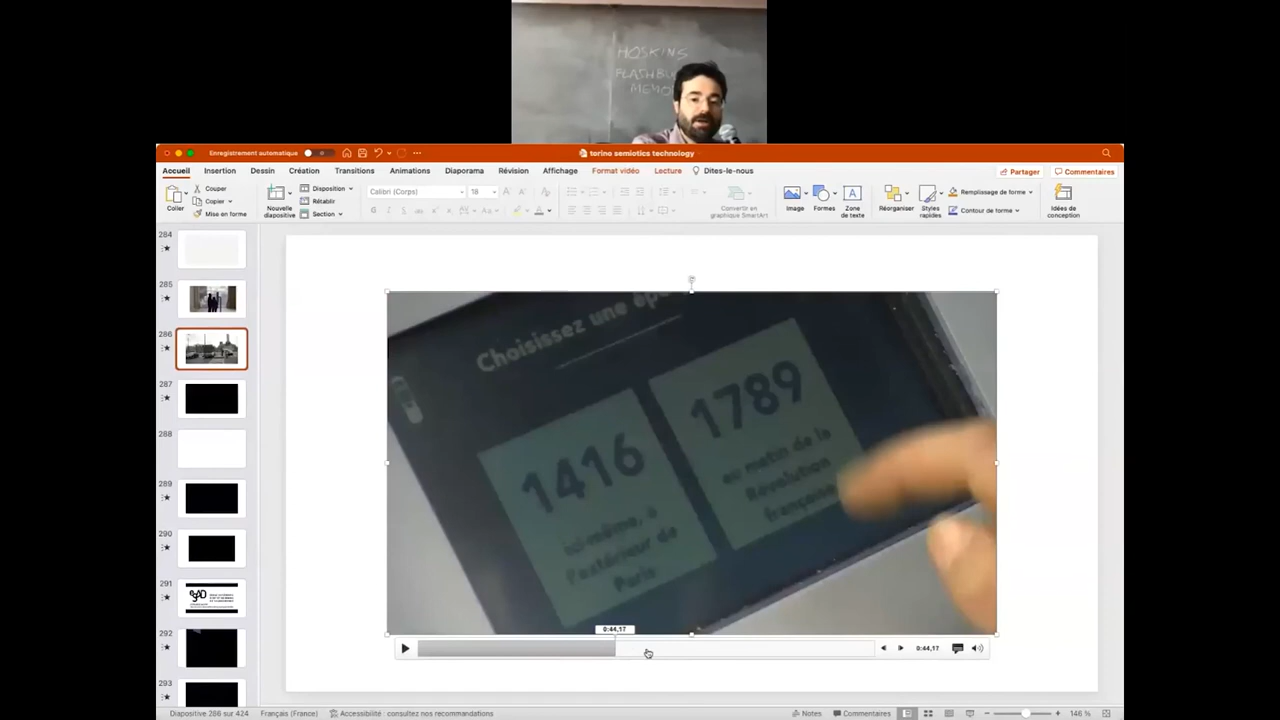 HOSKINS
FLASHBU
MEMO
Enregistrement automatique
torino semiotics technology
Accueil Insertion Dessin Création Transitions Animations Diaporama Révision Affichage Format vidéo Lecture Dites-le-nous
Partager Commentaires
Coller
Couper
Copier
Mise en forme
Nouvelle
diapositive
Disposition
Rétablir
Section
Calibri (Corps) 18
Convertir en
graphique SmartArt
Image
Formes
Zone
de texte
Réorganiser
Styles
rapides
Remplissage de forme
Contour de forme
Idées de
conception
284
285
286
287
288
289
290
291
292
293
Choisissez une
1416
ici-même, à
l'extérieur de
Paris
1789
au matin de la
Révolution
française
0:44,17
0:44,17
Diapositive 286 sur 424 Français (France) Accessibilité : consultez nos recommandations Notes Commentaires 146 %